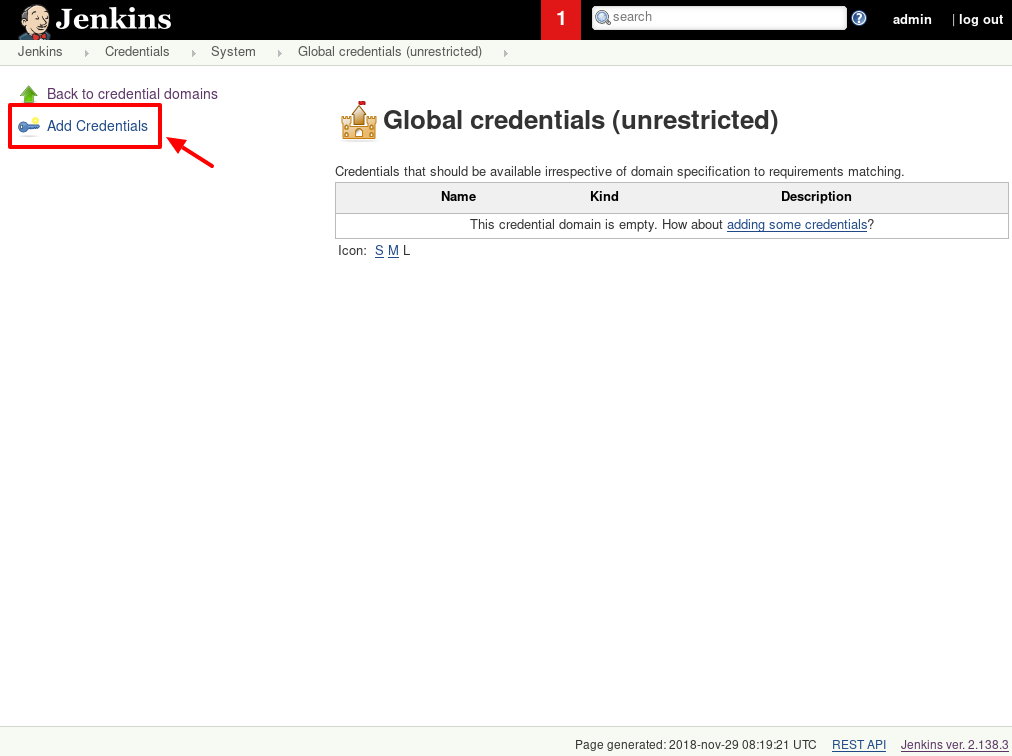 Jenkins
1
search
?
admin
| log out
Jenkins
Credentials
System
Global credentials (unrestricted)
Back to credential domains
Add Credentials
Global credentials (unrestricted)
Credentials that should be available irrespective of domain specification to requirements matching.
Name Kind Description
This credential domain is empty. How about adding some credentials?
Icon: S M L
Page generated: 2018-nov-29 08:19:21 UTC REST API Jenkins ver. 2.138.3